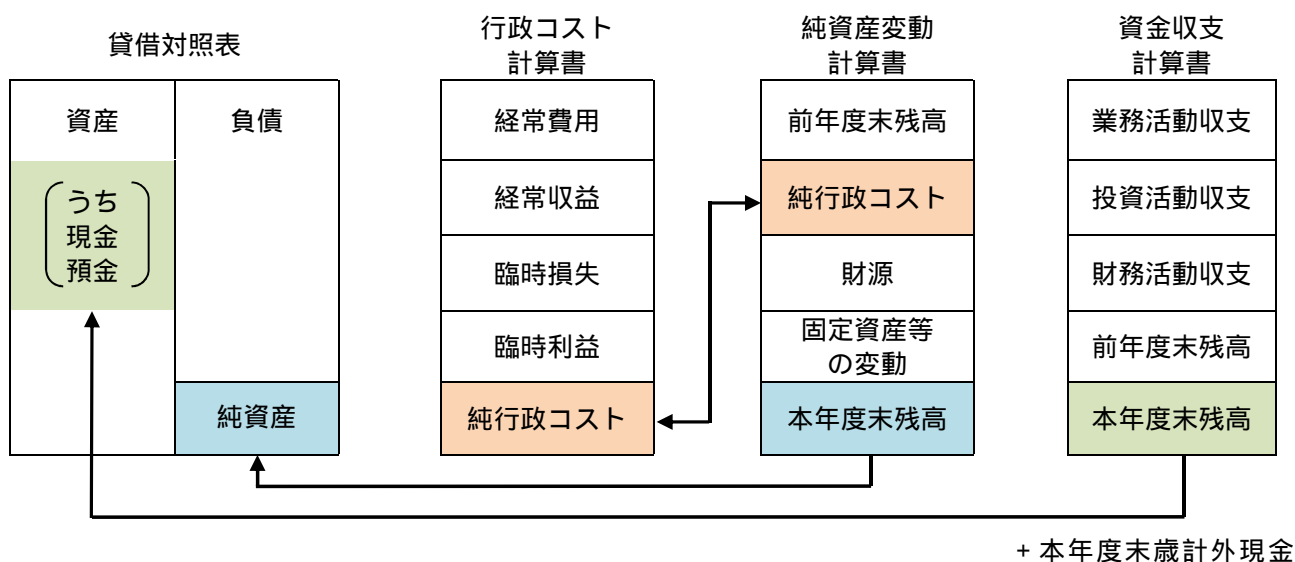 貸借対照表
資産
負債
うち
現金
預金
純資産
行政コスト
計算書
経常費用
経常収益
臨時損失
臨時利益
純行政コスト
純資産変動
計算書
前年度末残高
純行政コスト
財源
固定資産等
の変動
本年度末残高
資金収支
計算書
業務活動収支
投資活動収支
財務活動収支
前年度末残高
本年度末残高
+ 本年度末歳計外現金